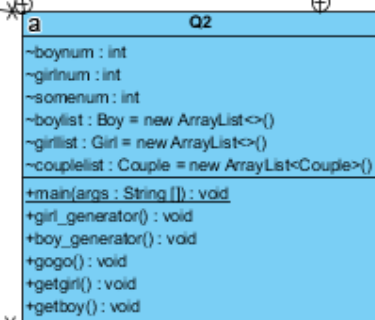 a
Q2
~boynum : int
~girlnum : int
~somenum : int
~boylist : Boy = new ArrayList<>()
~girllist : Girl = new ArrayList<>()
~couplelist : Couple = new ArrayList<Couple>()
+main(args : String []) : void
+girl_generator() : void
+boy_generator() : void
+gogo() : void
+getgirl() : void
+getboy() : void